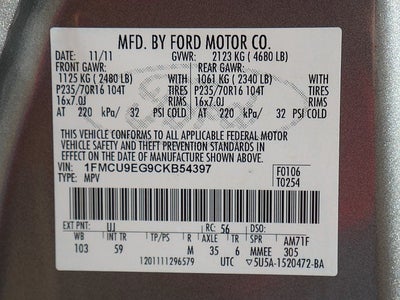 MFD. BY FORD MOTOR CO.
DATE: 11/11 GVWR: 2123 KG (4680 LB)
FRONT GAWR: REAR GAWR:
1125 KG (2480 LB) WITH 1061 KG (2340 LB) WITH
P235/70R16 104T TIRES P235/70R16 104T TIRES
16x7.0J RIMS 16x7.0J RIMS
AT 220 kPa/ 32 PSI COLD AT 220 kPa/ 32 PSI COLD
THIS VEHICLE CONFORMS TO ALL APPLICABLE FEDERAL MOTOR
VEHICLE SAFETY AND THEFT PREVENTION STANDARDS IN
EFFECT ON THE DATE OF MANUFACTURE SHOWN ABOVE.
VIN: 1FMCU9EG9CKB54397 F0106
TYPE: MPV T0254
EXT PNT: UJ RC: 56 DSO:
WB INT TR TP/PS R AXLE TR SPR AM71F
103 59 M 35 6 MMEE 305
1201111296579 UTC 5U5A-1520472-BA